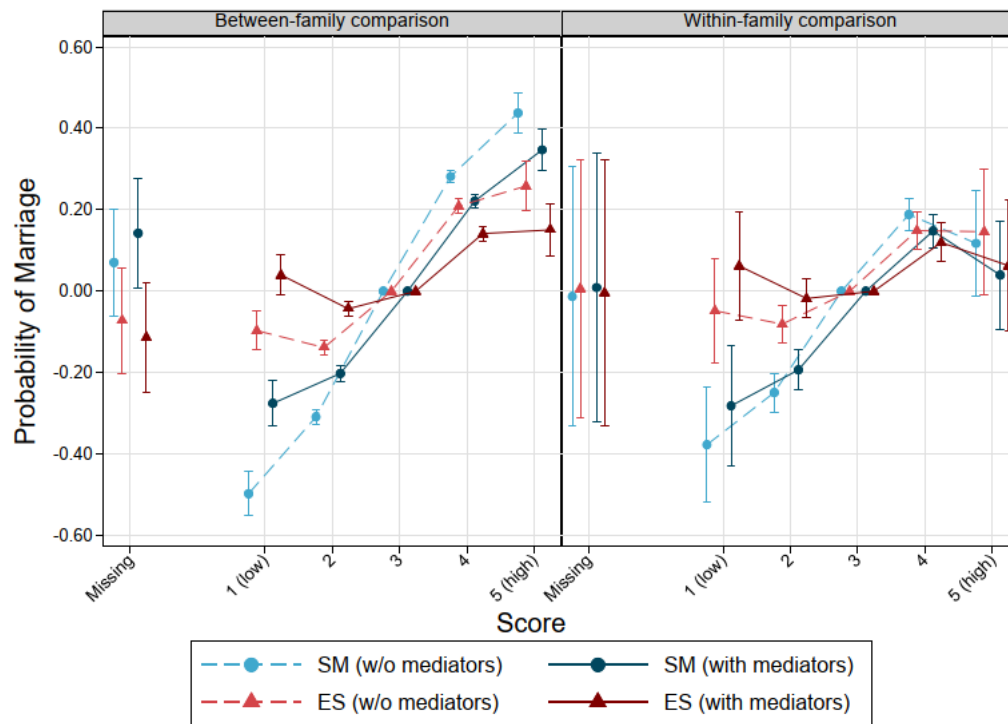 Between-family comparison
Within-family comparison
0.60
0.40
0.20
0.00
-0.20
-0.40
-0.60
Probability of Marriage
Missing
1 (low)
2
3
4
5 (high)
Missing
1 (low)
2
3
4
5 (high)
Score
SM (w/o mediators)
SM (with mediators)
ES (w/o mediators)
ES (with mediators)